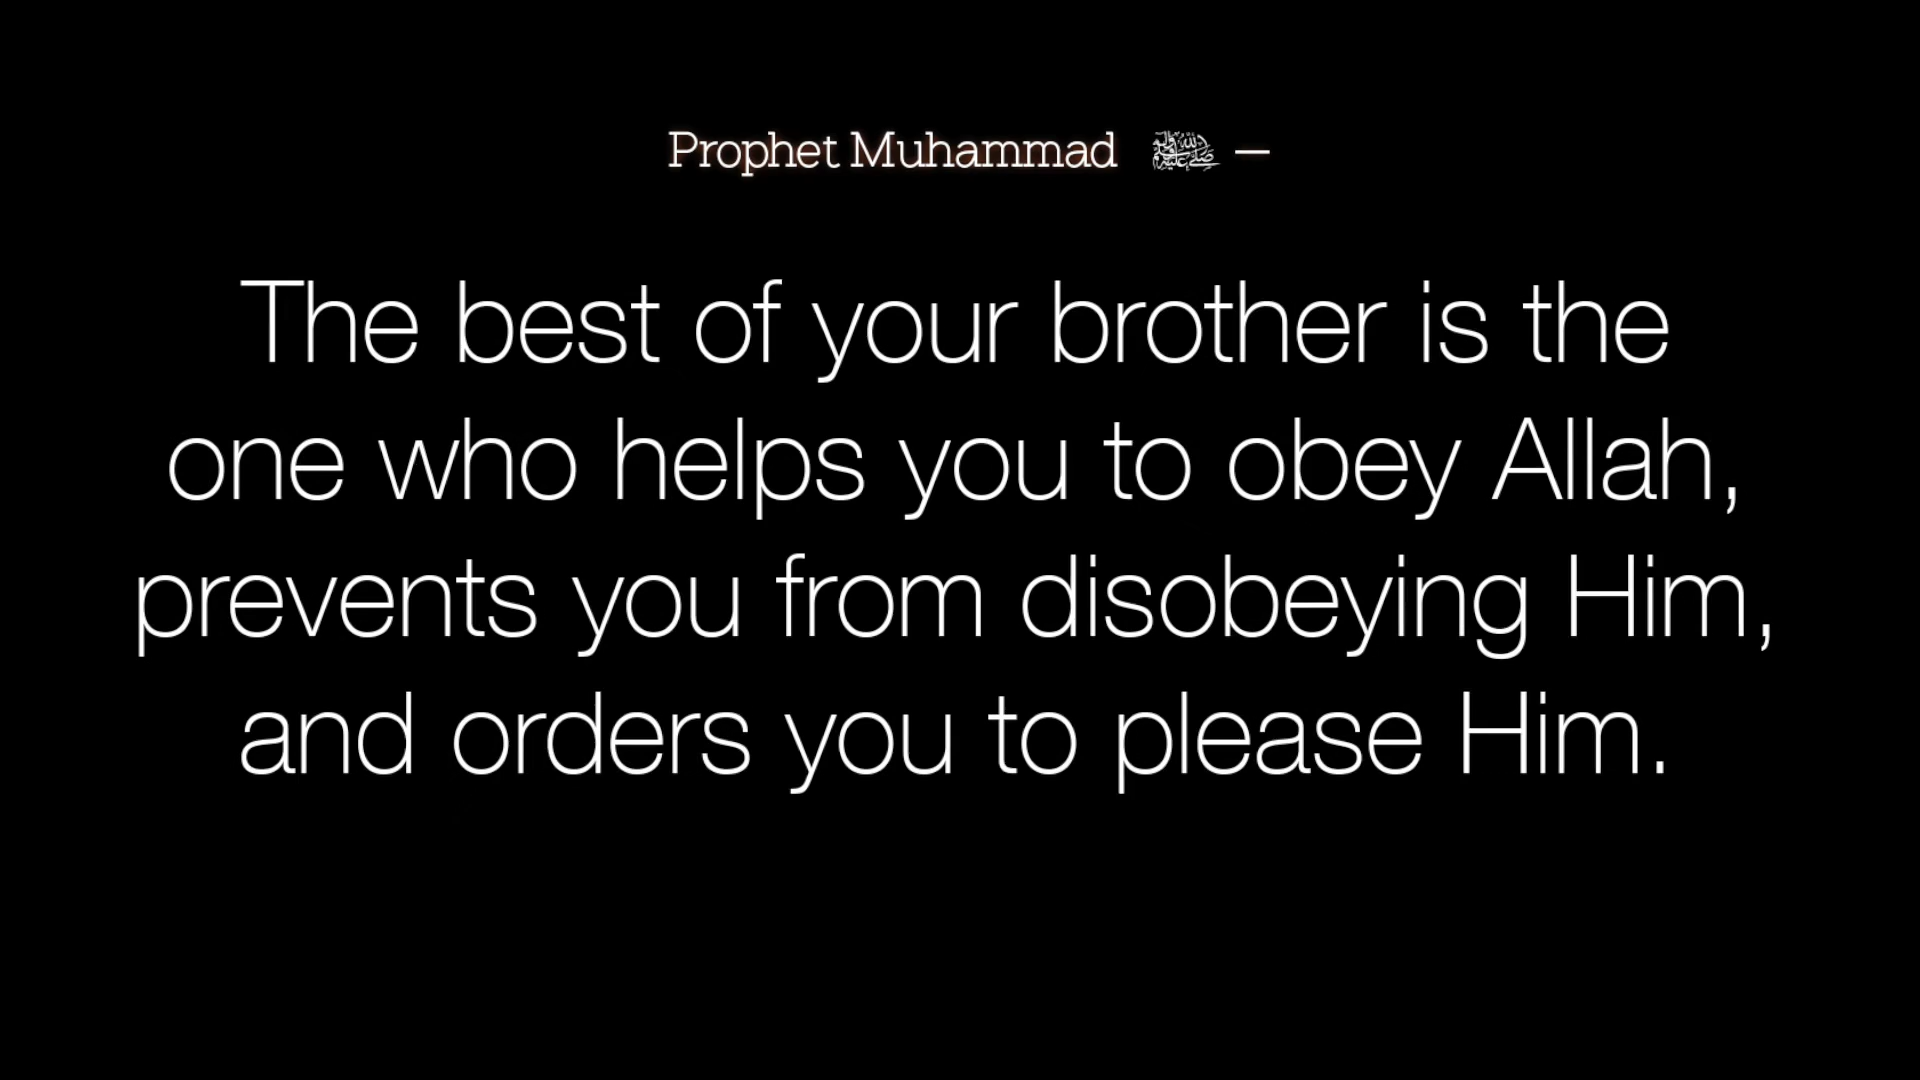 Prophet Muhammad ﷺ —
The best of your brother is the
one who helps you to obey Allah,
prevents you from disobeying Him,
and orders you to please Him.